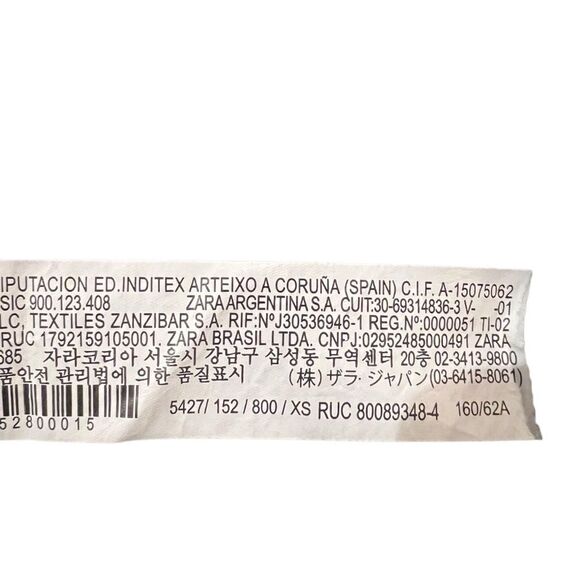 IPUTACION ED.INDITEX ARTEIXO A CORUÑA (SPAIN) C.I.F. A-15075062
SIC 900.123.408 ZARA ARGENTINA S.A. CUIT:30-69314836-3 V- -01
LC, TEXTILES ZANZIBAR S.A. RIF:NºJ30536946-1 REG.Nº0000051 TI-02
RUC 1792159105001. ZARA BRASIL LTDA. CNPJ:02952485000491 ZARA
685 자라코리아 서울시 강남구 삼성동 무역센터 20층 02-3413-9800
품안전 관리법에 의한 품질표시 (株) ザラ・ジャパン (03-6415-8061)
5427/ 152 / 800 / XS RUC 80089348-4 160/62A
52800015